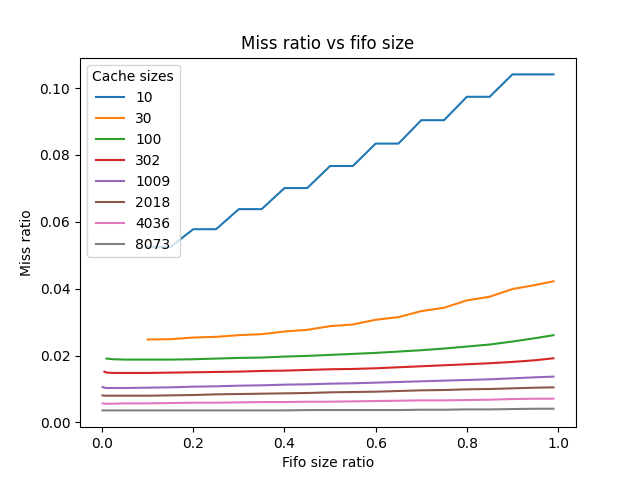 Miss ratio vs fifo size
Cache sizes
10
30
100
302
1009
2018
4036
8073
Miss ratio
0.10
0.08
0.06
0.04
0.02
0.00
0.0 0.2 0.4 0.6 0.8 1.0
Fifo size ratio